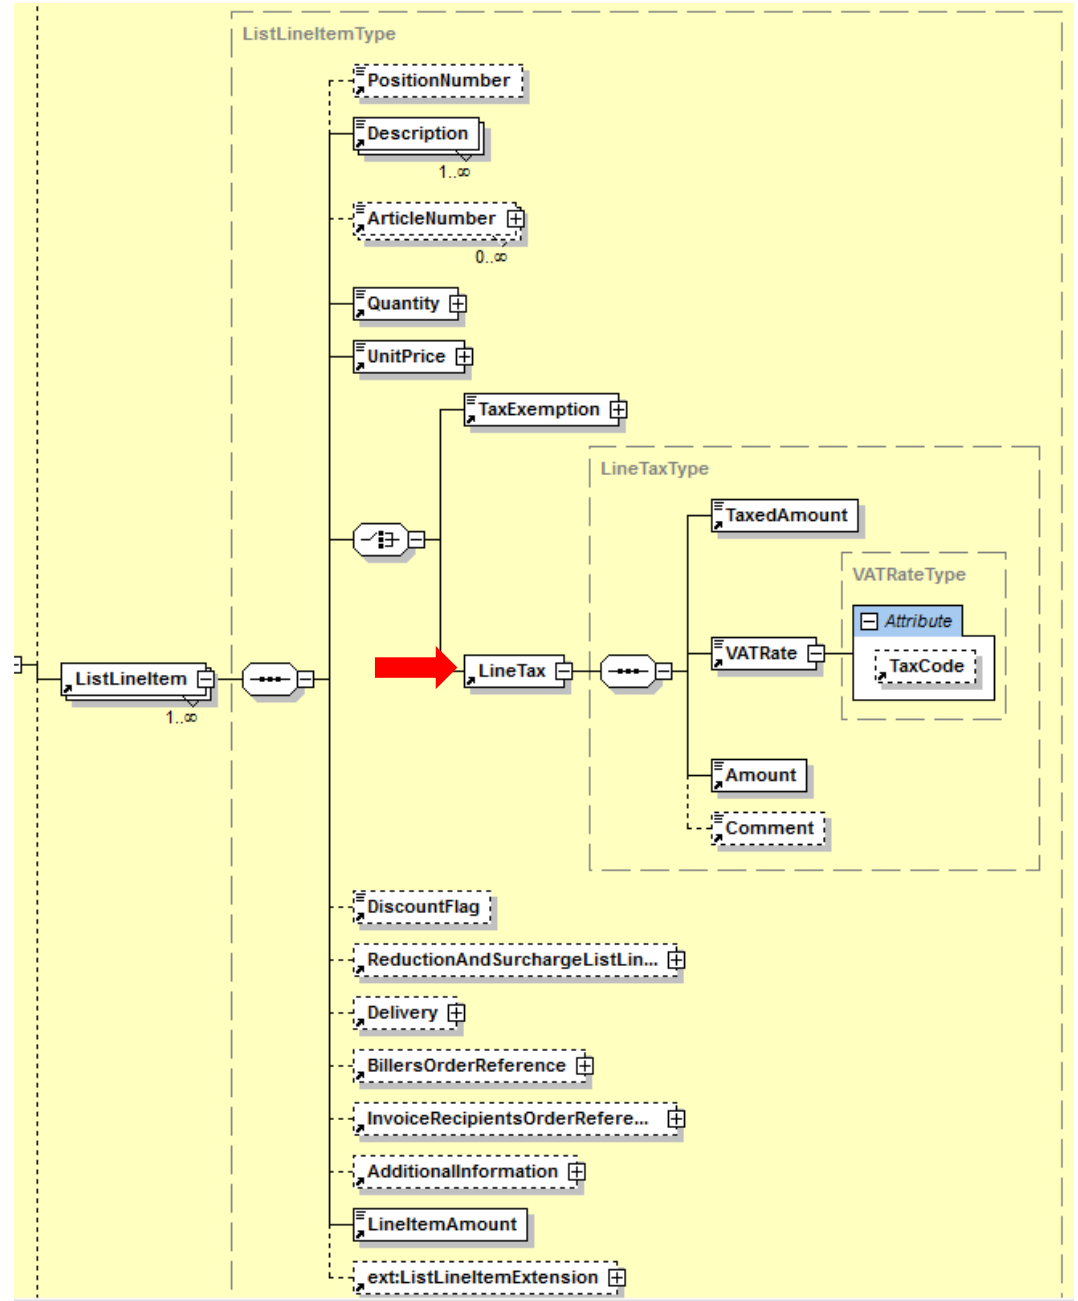 ListLineItemType
PositionNumber
Description
1..∞
ArticleNumber
0..∞
Quantity
UnitPrice
TaxExemption
LineTaxType
TaxedAmount
VATRateType
Attribute
VATRate
TaxCode
LineTax
ListLineItem
1..∞
Amount
Comment
DiscountFlag
ReductionAndSurchargeListLin...
Delivery
BillersOrderReference
InvoiceRecipientsOrderRefere...
AdditionalInformation
LineItemAmount
ext:ListLineItemExtension